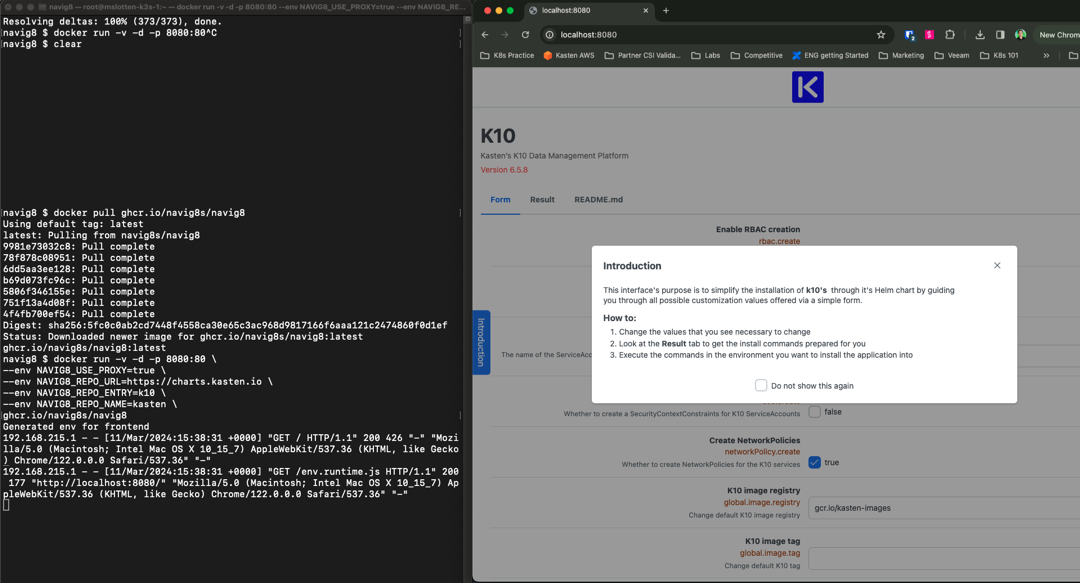 navig8 — root@mslotten-k3s-1:~ — docker run -v -d -p 8080:80 --env NAVIG8_USE_PROXY=true --env NAVIG8_RE...
Resolving deltas: 100% (373/373), done.
navig8 $ docker run -v -d -p 8080:80^C
navig8 $ clear
navig8 $ docker pull ghcr.io/navig8s/navig8
Using default tag: latest
latest: Pulling from navig8s/navig8
9981e73032c8: Pull complete
78f878c08951: Pull complete
6dd5aa3ee128: Pull complete
b69d073fc96c: Pull complete
5806f346155e: Pull complete
751f13a4d08f: Pull complete
4f4fb700ef54: Pull complete
Digest: sha256:5fc0c0ab2cd7448f4558ca30e65c3ac968d9817166f6aaa121c2474860f0d1ef
Status: Downloaded newer image for ghcr.io/navig8s/navig8:latest
ghcr.io/navig8s/navig8:latest
navig8 $ docker run -v -d -p 8080:80 \
--env NAVIG8_USE_PROXY=true \
--env NAVIG8_REPO_URL=https://charts.kasten.io \
--env NAVIG8_REPO_ENTRY=k10 \
--env NAVIG8_REPO_NAME=kasten \
ghcr.io/navig8s/navig8
Generated env for frontend
192.168.215.1 - - [11/Mar/2024:15:38:31 +0000] "GET / HTTP/1.1" 200 426 "-" "Mozi
lla/5.0 (Macintosh; Intel Mac OS X 10_15_7) AppleWebKit/537.36 (KHTML, like Gecko
) Chrome/122.0.0.0 Safari/537.36" "-"
192.168.215.1 - - [11/Mar/2024:15:38:31 +0000] "GET /env.runtime.js HTTP/1.1" 200
177 "http://localhost:8080/" "Mozilla/5.0 (Macintosh; Intel Mac OS X 10_15_7) Ap
pleWebKit/537.36 (KHTML, like Gecko) Chrome/122.0.0.0 Safari/537.36" "-"
localhost:8080
localhost:8080
New Chrom
K8s Practice Kasten AWS Partner CSI Valida... Labs Competitive ENG getting Started Marketing Veeam K8s 101
K
K10
Kasten's K10 Data Management Platform
Version 6.5.8
Form Result README.md
Enable RBAC creation
rbac.create
Introduction
Introduction
This interface's purpose is to simplify the installation of k10's through it's Helm chart by guiding
you through all possible customization values offered via a simple form.
How to:
1. Change the values that you see necessary to change
2. Look at the Result tab to get the install commands prepared for you
3. Execute the commands in the environment you want to install the application into
Do not show this again
The name of the ServiceAcc
Whether to create a SecurityContextConstraints for K10 ServiceAccounts
false
Create NetworkPolicies
networkPolicy.create
Whether to create NetworkPolicies for the K10 services
true
K10 image registry
global.image.registry
Change default K10 image registry
gcr.io/kasten-images
K10 image tag
global.image.tag
Change default K10 tag